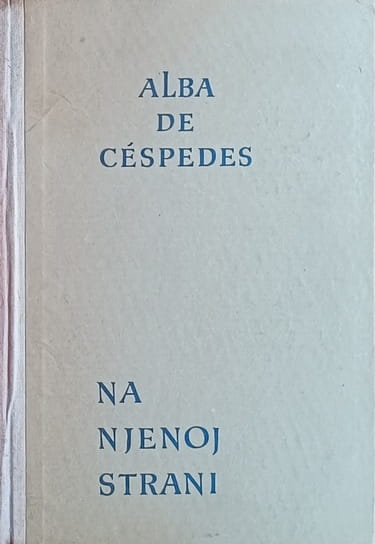 ALBA
DE
CÉSPEDES
NA
NJENOJ
STRANI